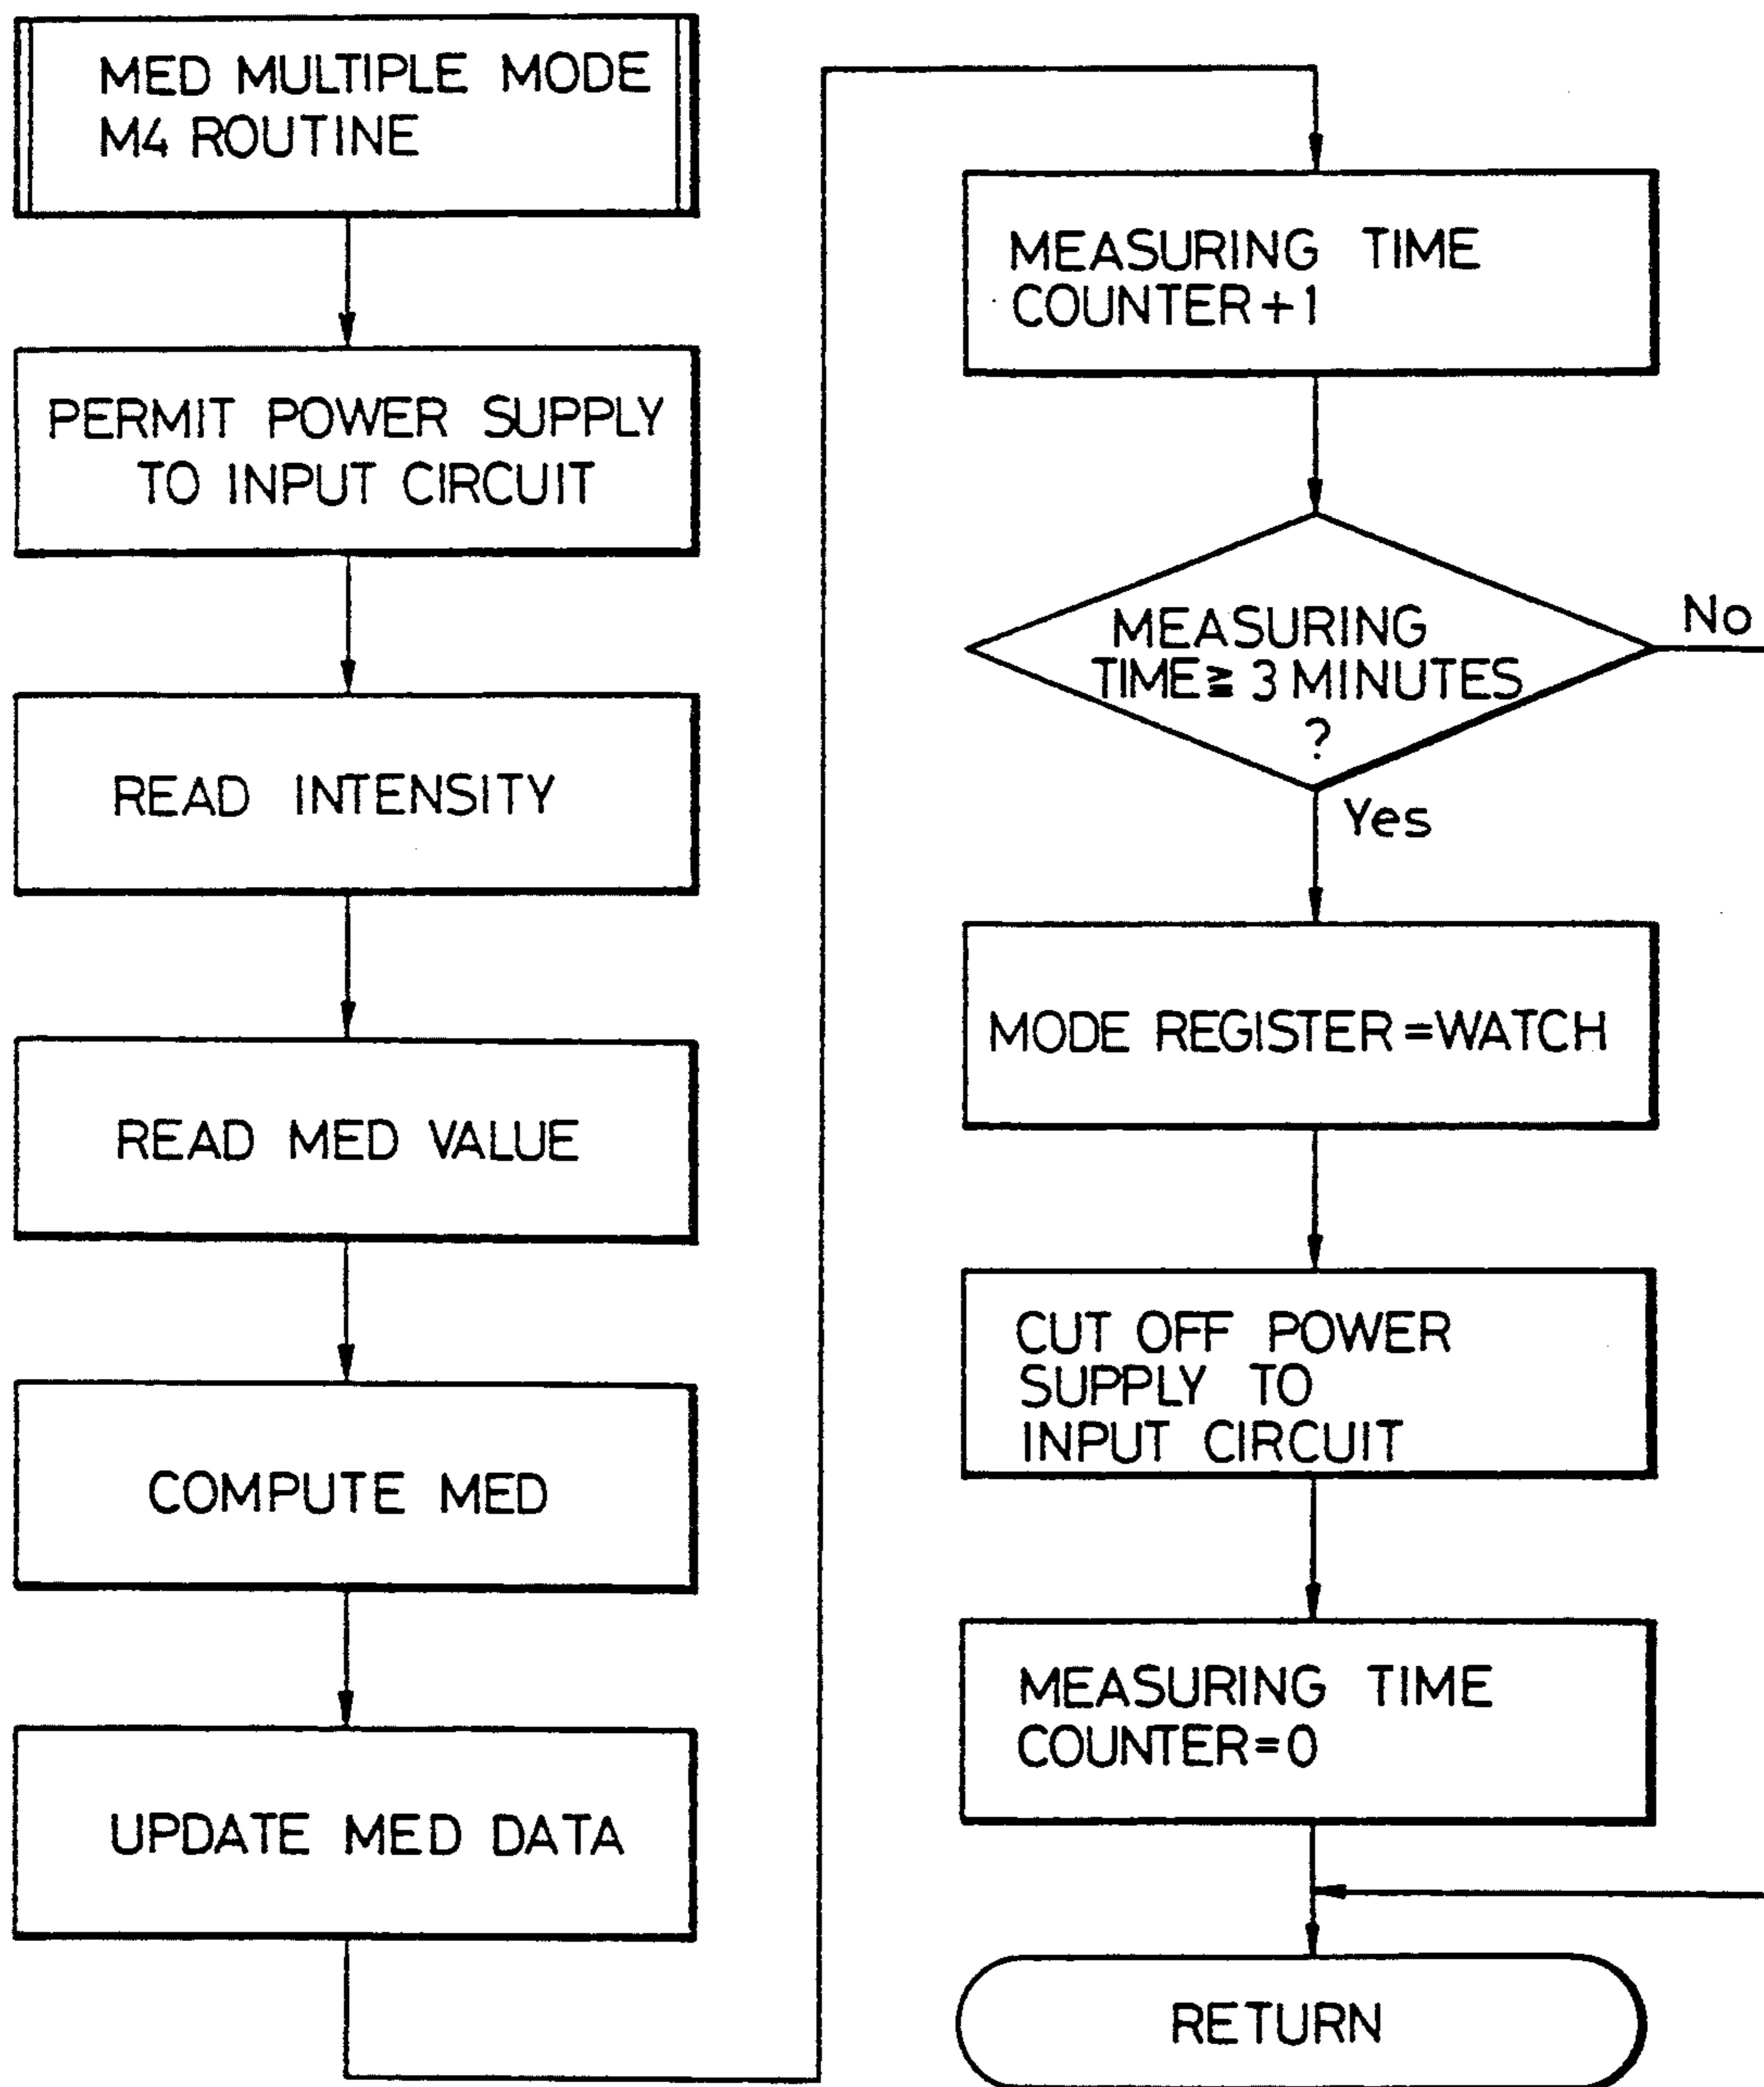 MED MULTIPLE MODE
M4 ROUTINE
PERMIT POWER SUPPLY
TO INPUT CIRCUIT
READ INTENSITY
READ MED VALUE
COMPUTE MED
UPDATE MED DATA
MEASURING TIME
COUNTER+1
MEASURING
TIME≧3 MINUTES
?
No
Yes
MODE REGISTER=WATCH
CUT OFF POWER
SUPPLY TO
INPUT CIRCUIT
MEASURING TIME
COUNTER=0
RETURN